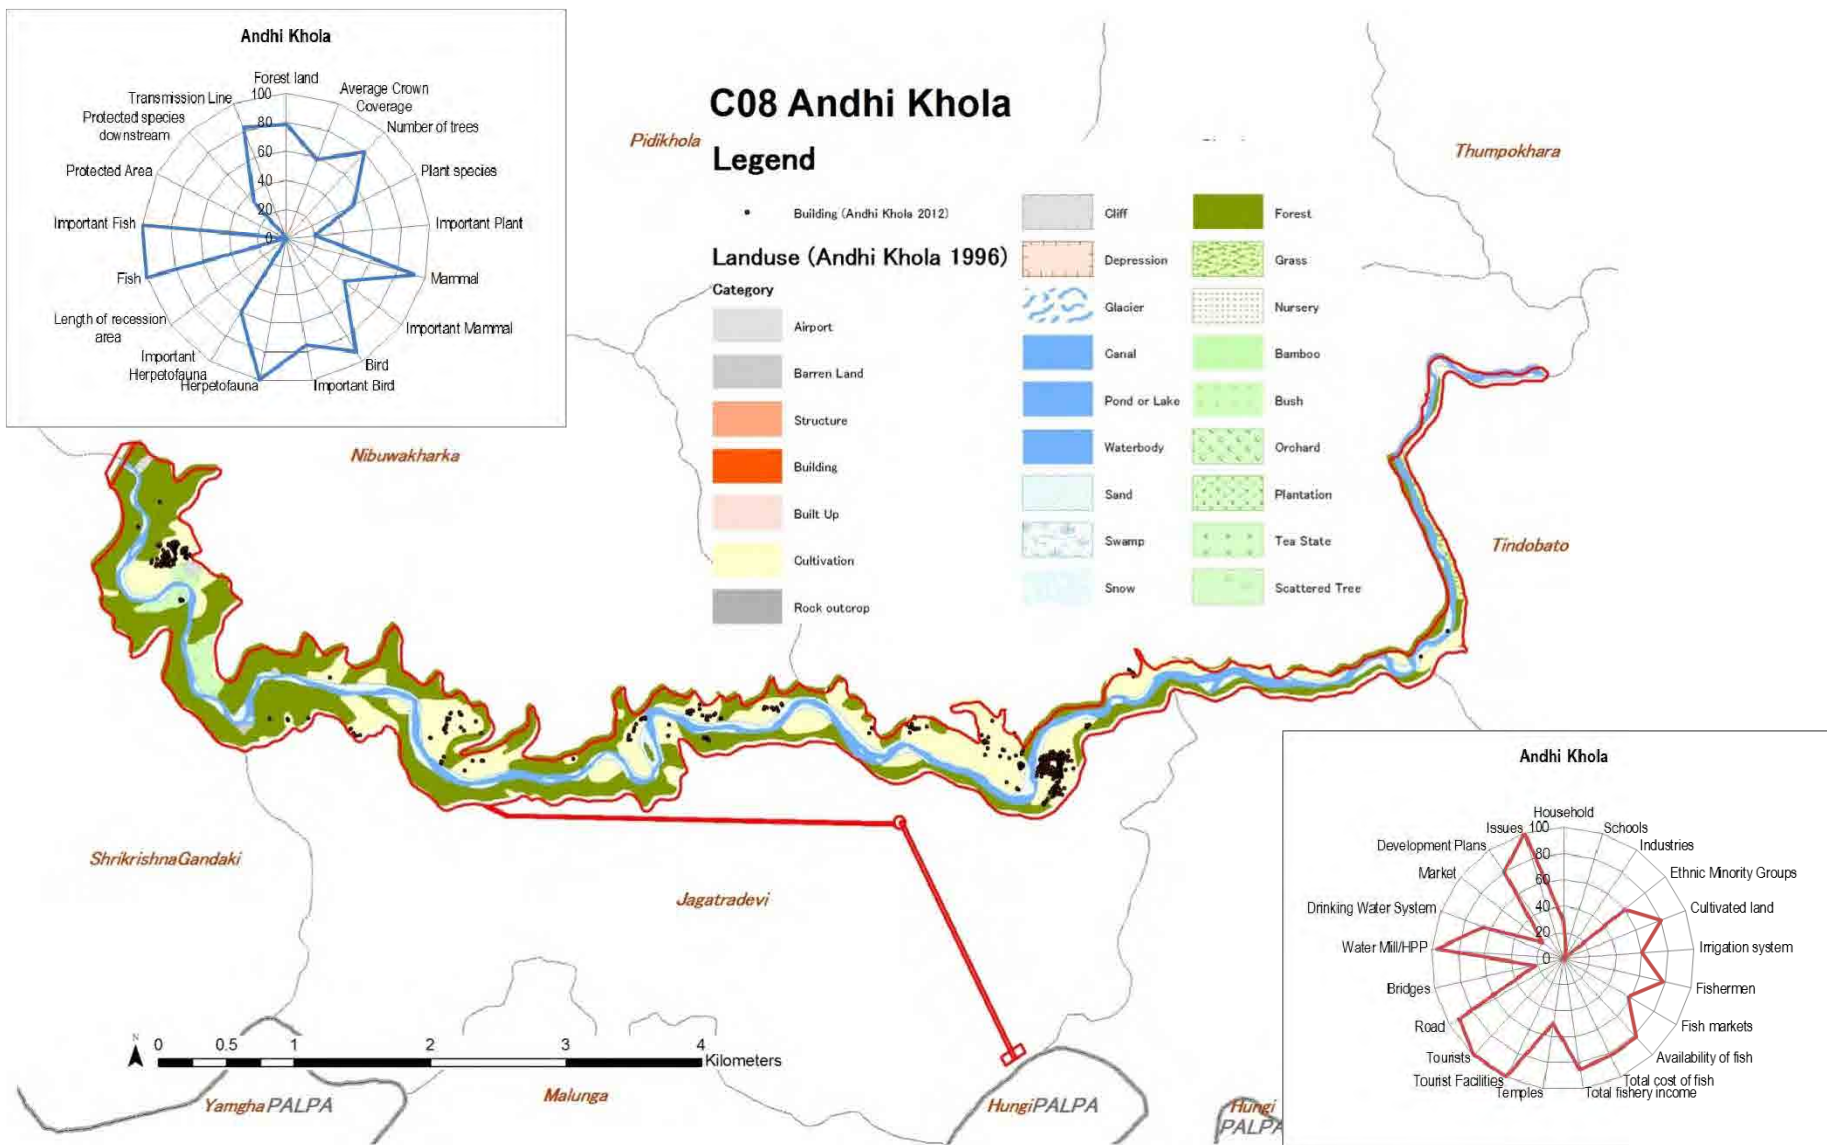 Andhi Khola
Forest land
Average Crown
Coverage
Number of trees
Plant species
Important Plant
Mammal
Important Mammal
Bird
Important Bird
Herpetofauna
Important
Herpetofauna
Length of recession
area
Fish
Important Fish
Protected Area
Protected species
downstream
Transmission Line
100
80
60
40
20
0
C08 Andhi Khola
Legend
Building (Andhi Khola 2012)
Landuse (Andhi Khola 1996)
Category
Airport
Barren Land
Structure
Building
Built Up
Cultivation
Rock outcrop
Cliff
Depression
Glacier
Canal
Pond or Lake
Waterbody
Sand
Swamp
Snow
Forest
Grass
Nursery
Bamboo
Bush
Orchard
Plantation
Tea State
Scattered Tree
Pidikhola
Thumpokhara
Nibuwakharka
Tindobato
ShrikrishnaGandaki
Jagatradevi
Malunga
Yamgha PALPA
Hungi PALPA
Hungi
PALPA
N
0 0.5 1 2 3 4
Kilometers
Andhi Khola
Household
Schools
Industries
Ethnic Minority Groups
Cultivated land
Irrigation system
Fishermen
Fish markets
Availability of fish
Total cost of fish
Total fishery income
Temples
Tourist Facilities
Tourists
Road
Bridges
Water Mill/HPP
Drinking Water System
Market
Development Plans
Issues
100
80
60
40
20
0